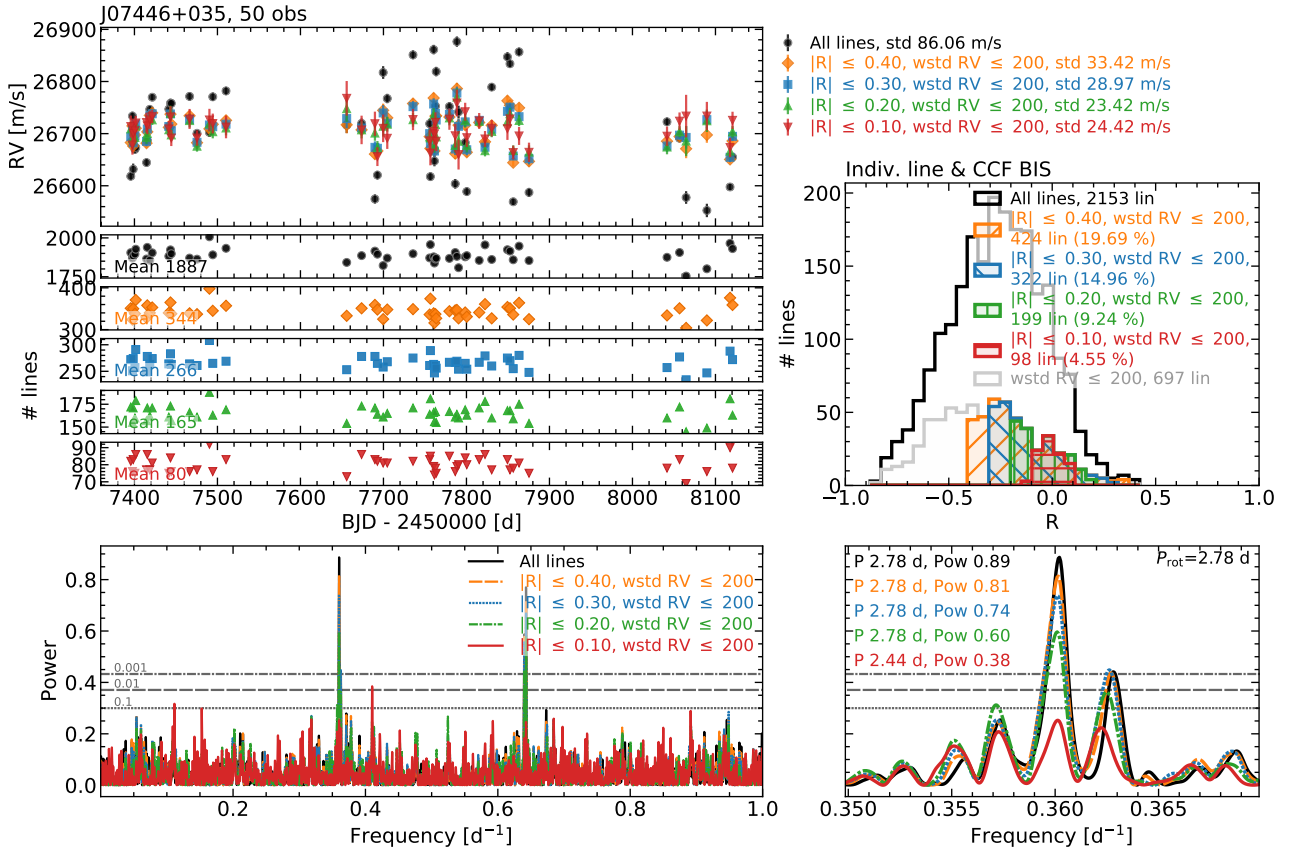 J07446+035, 50 obs
26900
26800
26700
26600
RV [m/s]
All lines, std 86.06 m/s
|R| ≤ 0.40, wstd RV ≤ 200, std 33.42 m/s
|R| ≤ 0.30, wstd RV ≤ 200, std 28.97 m/s
|R| ≤ 0.20, wstd RV ≤ 200, std 23.42 m/s
|R| ≤ 0.10, wstd RV ≤ 200, std 24.42 m/s
2000
1750
Mean 1887
400
300
Mean 344
300
250
Mean 266
175
150
Mean 165
90
80
70
Mean 80
# lines
7400 7500 7600 7700 7800 7900 8000 8100
BJD - 2450000 [d]
Indiv. line & CCF BIS
200
150
100
50
0
# lines
All lines, 2153 lin
|R| ≤ 0.40, wstd RV ≤ 200,
424 lin (19.69 %)
|R| ≤ 0.30, wstd RV ≤ 200,
322 lin (14.96 %)
|R| ≤ 0.20, wstd RV ≤ 200,
199 lin (9.24 %)
|R| ≤ 0.10, wstd RV ≤ 200,
98 lin (4.55 %)
wstd RV ≤ 200, 697 lin
−1.0 −0.5 0.0 0.5 1.0
R
0.8
0.6
0.4
0.2
0.0
Power
All lines
|R| ≤ 0.40, wstd RV ≤ 200
|R| ≤ 0.30, wstd RV ≤ 200
|R| ≤ 0.20, wstd RV ≤ 200
|R| ≤ 0.10, wstd RV ≤ 200
0.001
0.01
0.1
0.2 0.4 0.6 0.8 1.0
Frequency [d⁻¹]
P 2.78 d, Pow 0.89
P 2.78 d, Pow 0.81
P 2.78 d, Pow 0.74
P 2.78 d, Pow 0.60
P 2.44 d, Pow 0.38
Prot=2.78 d
0.350 0.355 0.360 0.365
Frequency [d⁻¹]